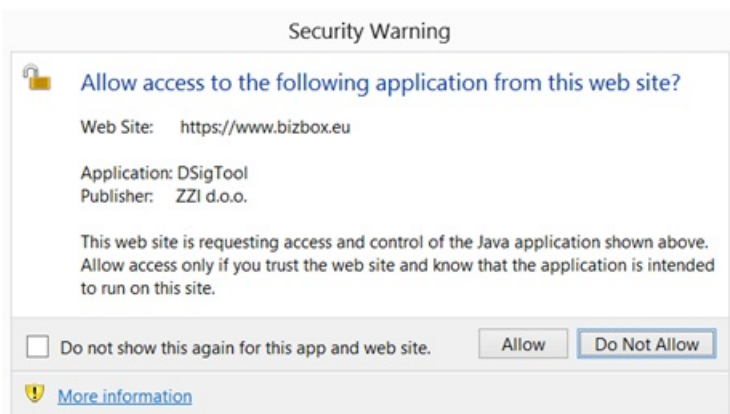 Security Warning
Allow access to the following application from this web site?
Web Site: https://www.bizbox.eu
Application: DSigTool
Publisher: ZZI d.o.o.
This web site is requesting access and control of the Java application shown above.
Allow access only if you trust the web site and know that the application is intended
to run on this site.
Do not show this again for this app and web site. Allow Do Not Allow
More information